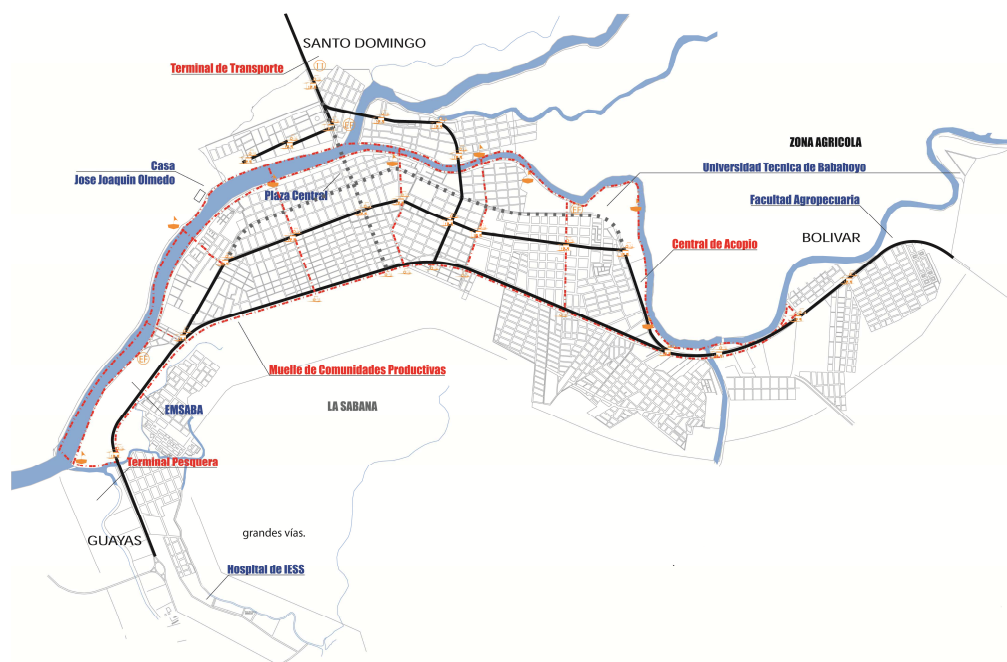 SANTO DOMINGO
Terminal de Transporte
ZONA AGRICOLA
Casa
Jose Joaquin Olmedo
Universidad Tecnica de Babahoyo
Plaza Central
Facultad Agropecuaria
BOLIVAR
Central de Acopio
Muelle de Comunidades Productivas
EMSABA
LA SABANA
EF
Terminal Pesquera
grandes vías.
GUAYAS
Hospital de IESS